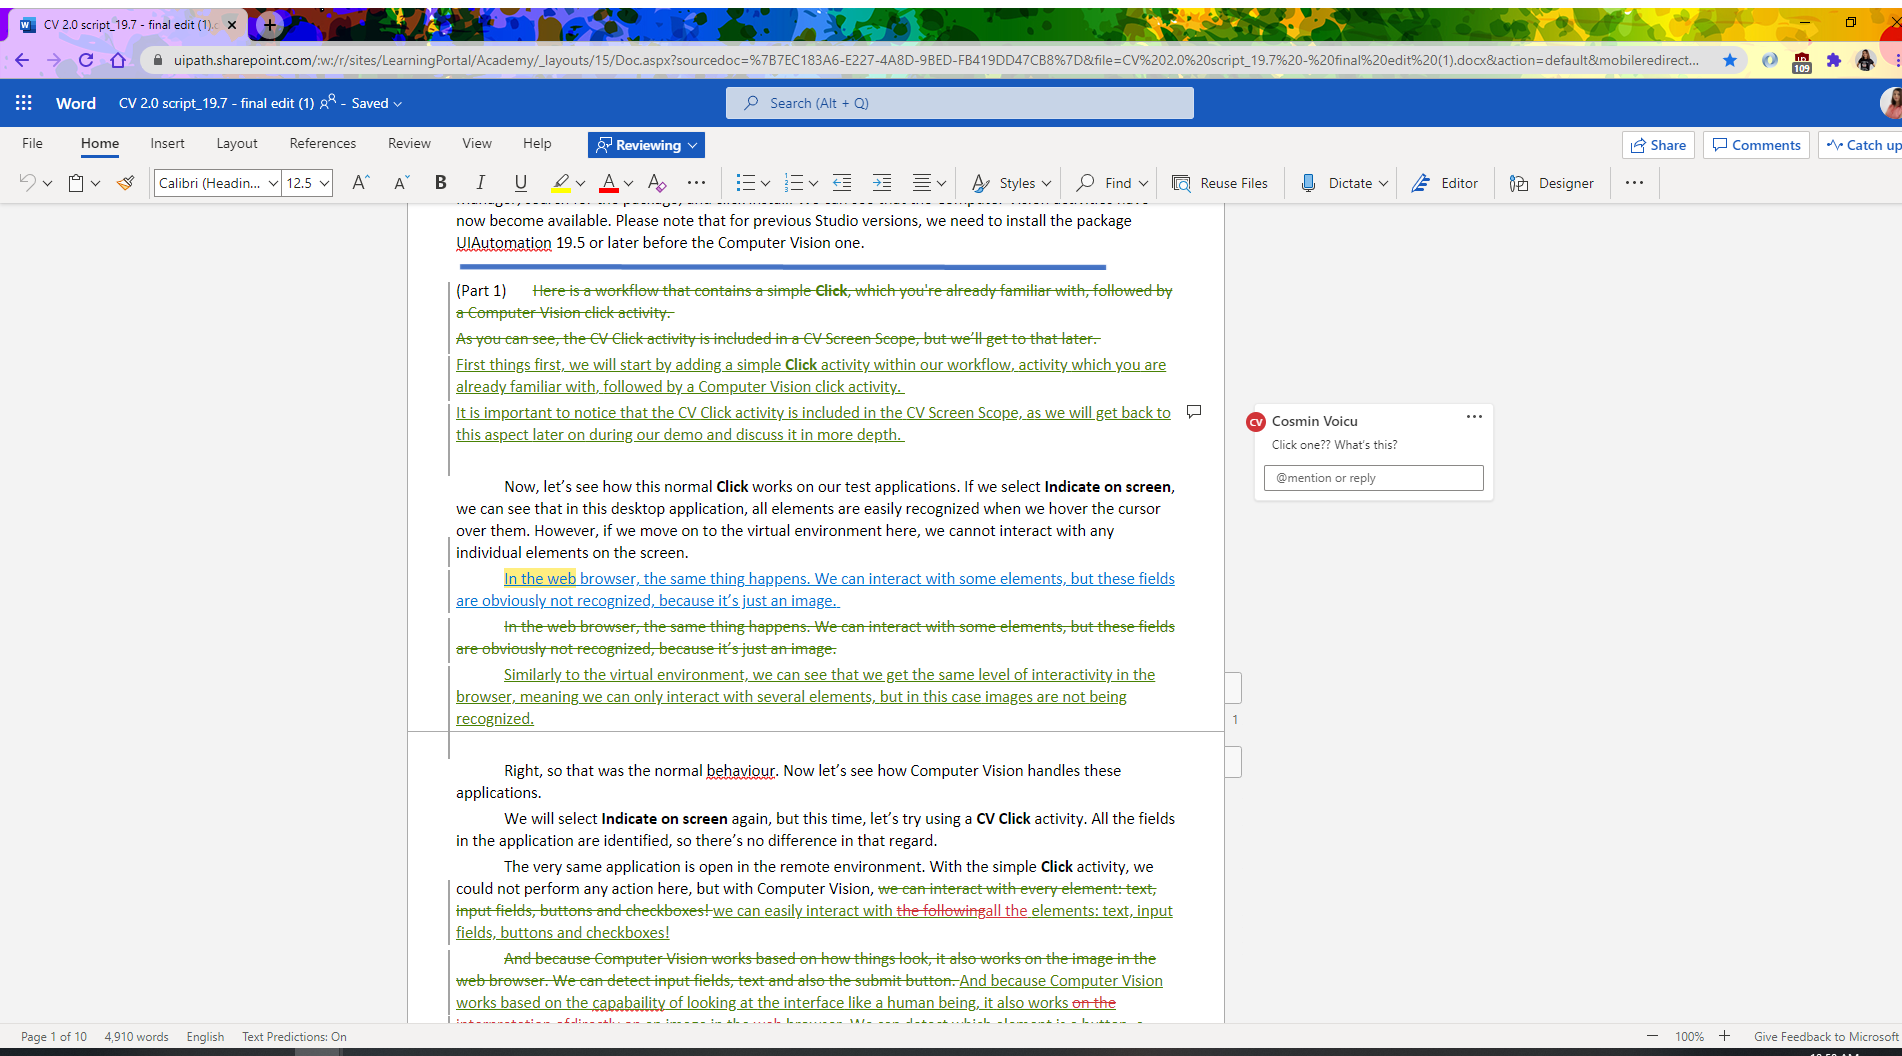 CV 2.0 script_19.7 - final edit (1).c
uipath.sharepoint.com/:w:/r/sites/LearningPortal/Academy/_layouts/15/Doc.aspx?sourcedoc=%7B7EC183A6-E227-4A8D-9BED-FB419DD47CB8%7D&file=CV%202.0%20script_19.7%20-%20final%20edit%20(1).docx&action=default&mobileredirect...
109
Word CV 2.0 script_19.7 - final edit (1) - Saved
Search (Alt + Q)
File Home Insert Layout References Review View Help Reviewing
Share Comments Catch up
Calibri (Headin... 12.5 A A B I U A A Styles Find Reuse Files Dictate Editor Designer
now become available. Please note that for previous Studio versions, we need to install the package
UIAutomation 19.5 or later before the Computer Vision one.
(Part 1) Here is a workflow that contains a simple Click, which you're already familiar with, followed by
a Computer Vision click activity.
As you can see, the CV Click activity is included in a CV Screen Scope, but we'll get to that later.
First things first, we will start by adding a simple Click activity within our workflow, activity which you are
already familiar with, followed by a Computer Vision click activity.
It is important to notice that the CV Click activity is included in the CV Screen Scope, as we will get back to
this aspect later on during our demo and discuss it in more depth.
CV Cosmin Voicu
Click one?? What's this?
@mention or reply
Now, let's see how this normal Click works on our test applications. If we select Indicate on screen,
we can see that in this desktop application, all elements are easily recognized when we hover the cursor
over them. However, if we move on to the virtual environment here, we cannot interact with any
individual elements on the screen.
In the web browser, the same thing happens. We can interact with some elements, but these fields
are obviously not recognized, because it's just an image.
In the web browser, the same thing happens. We can interact with some elements, but these fields
are obviously not recognized, because it's just an image.
Similarly to the virtual environment, we can see that we get the same level of interactivity in the
browser, meaning we can only interact with several elements, but in this case images are not being
recognized.
1
Right, so that was the normal behaviour. Now let's see how Computer Vision handles these
applications.
We will select Indicate on screen again, but this time, let's try using a CV Click activity. All the fields
in the application are identified, so there's no difference in that regard.
The very same application is open in the remote environment. With the simple Click activity, we
could not perform any action here, but with Computer Vision, we can interact with every element: text,
input fields, buttons and checkboxes! we can easily interact with the followingall the elements: text, input
fields, buttons and checkboxes!
And because Computer Vision works based on how things look, it also works on the image in the
web browser. We can detect input fields, text and also the submit button. And because Computer Vision
works based on the capabaility of looking at the interface like a human being, it also works on the
Page 1 of 10 4,910 words English Text Predictions: On
100% Give Feedback to Microsoft